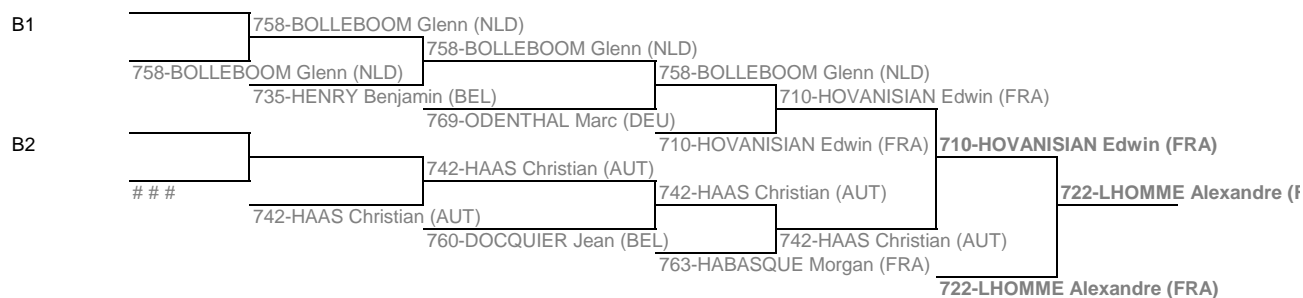 B1
758-BOLLEBOOM Glenn (NLD)
758-BOLLEBOOM Glenn (NLD)
758-BOLLEBOOM Glenn (NLD)
758-BOLLEBOOM Glenn (NLD)
735-HENRY Benjamin (BEL)
710-HOVANISIAN Edwin (FRA)
769-ODENTHAL Marc (DEU)
B2
710-HOVANISIAN Edwin (FRA)
710-HOVANISIAN Edwin (FRA)
742-HAAS Christian (AUT)
# # #
742-HAAS Christian (AUT)
722-LHOMME Alexandre (F
742-HAAS Christian (AUT)
760-DOCQUIER Jean (BEL)
742-HAAS Christian (AUT)
763-HABASQUE Morgan (FRA)
722-LHOMME Alexandre (FRA)